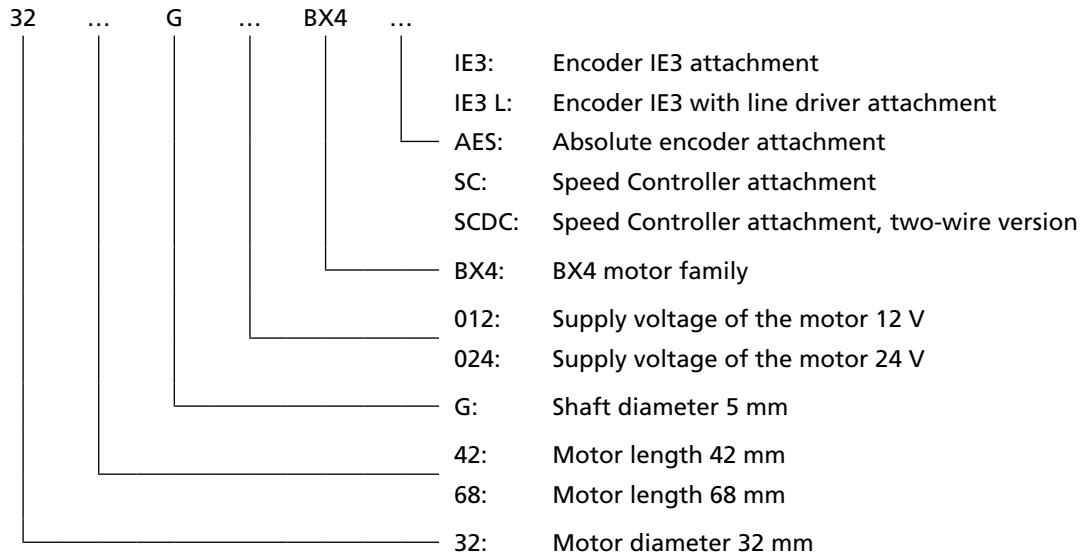 32 … G … BX4 …
IE3: Encoder IE3 attachment
IE3 L: Encoder IE3 with line driver attachment
AES: Absolute encoder attachment
SC: Speed Controller attachment
SCDC: Speed Controller attachment, two-wire version
BX4: BX4 motor family
012: Supply voltage of the motor 12 V
024: Supply voltage of the motor 24 V
G: Shaft diameter 5 mm
42: Motor length 42 mm
68: Motor length 68 mm
32: Motor diameter 32 mm